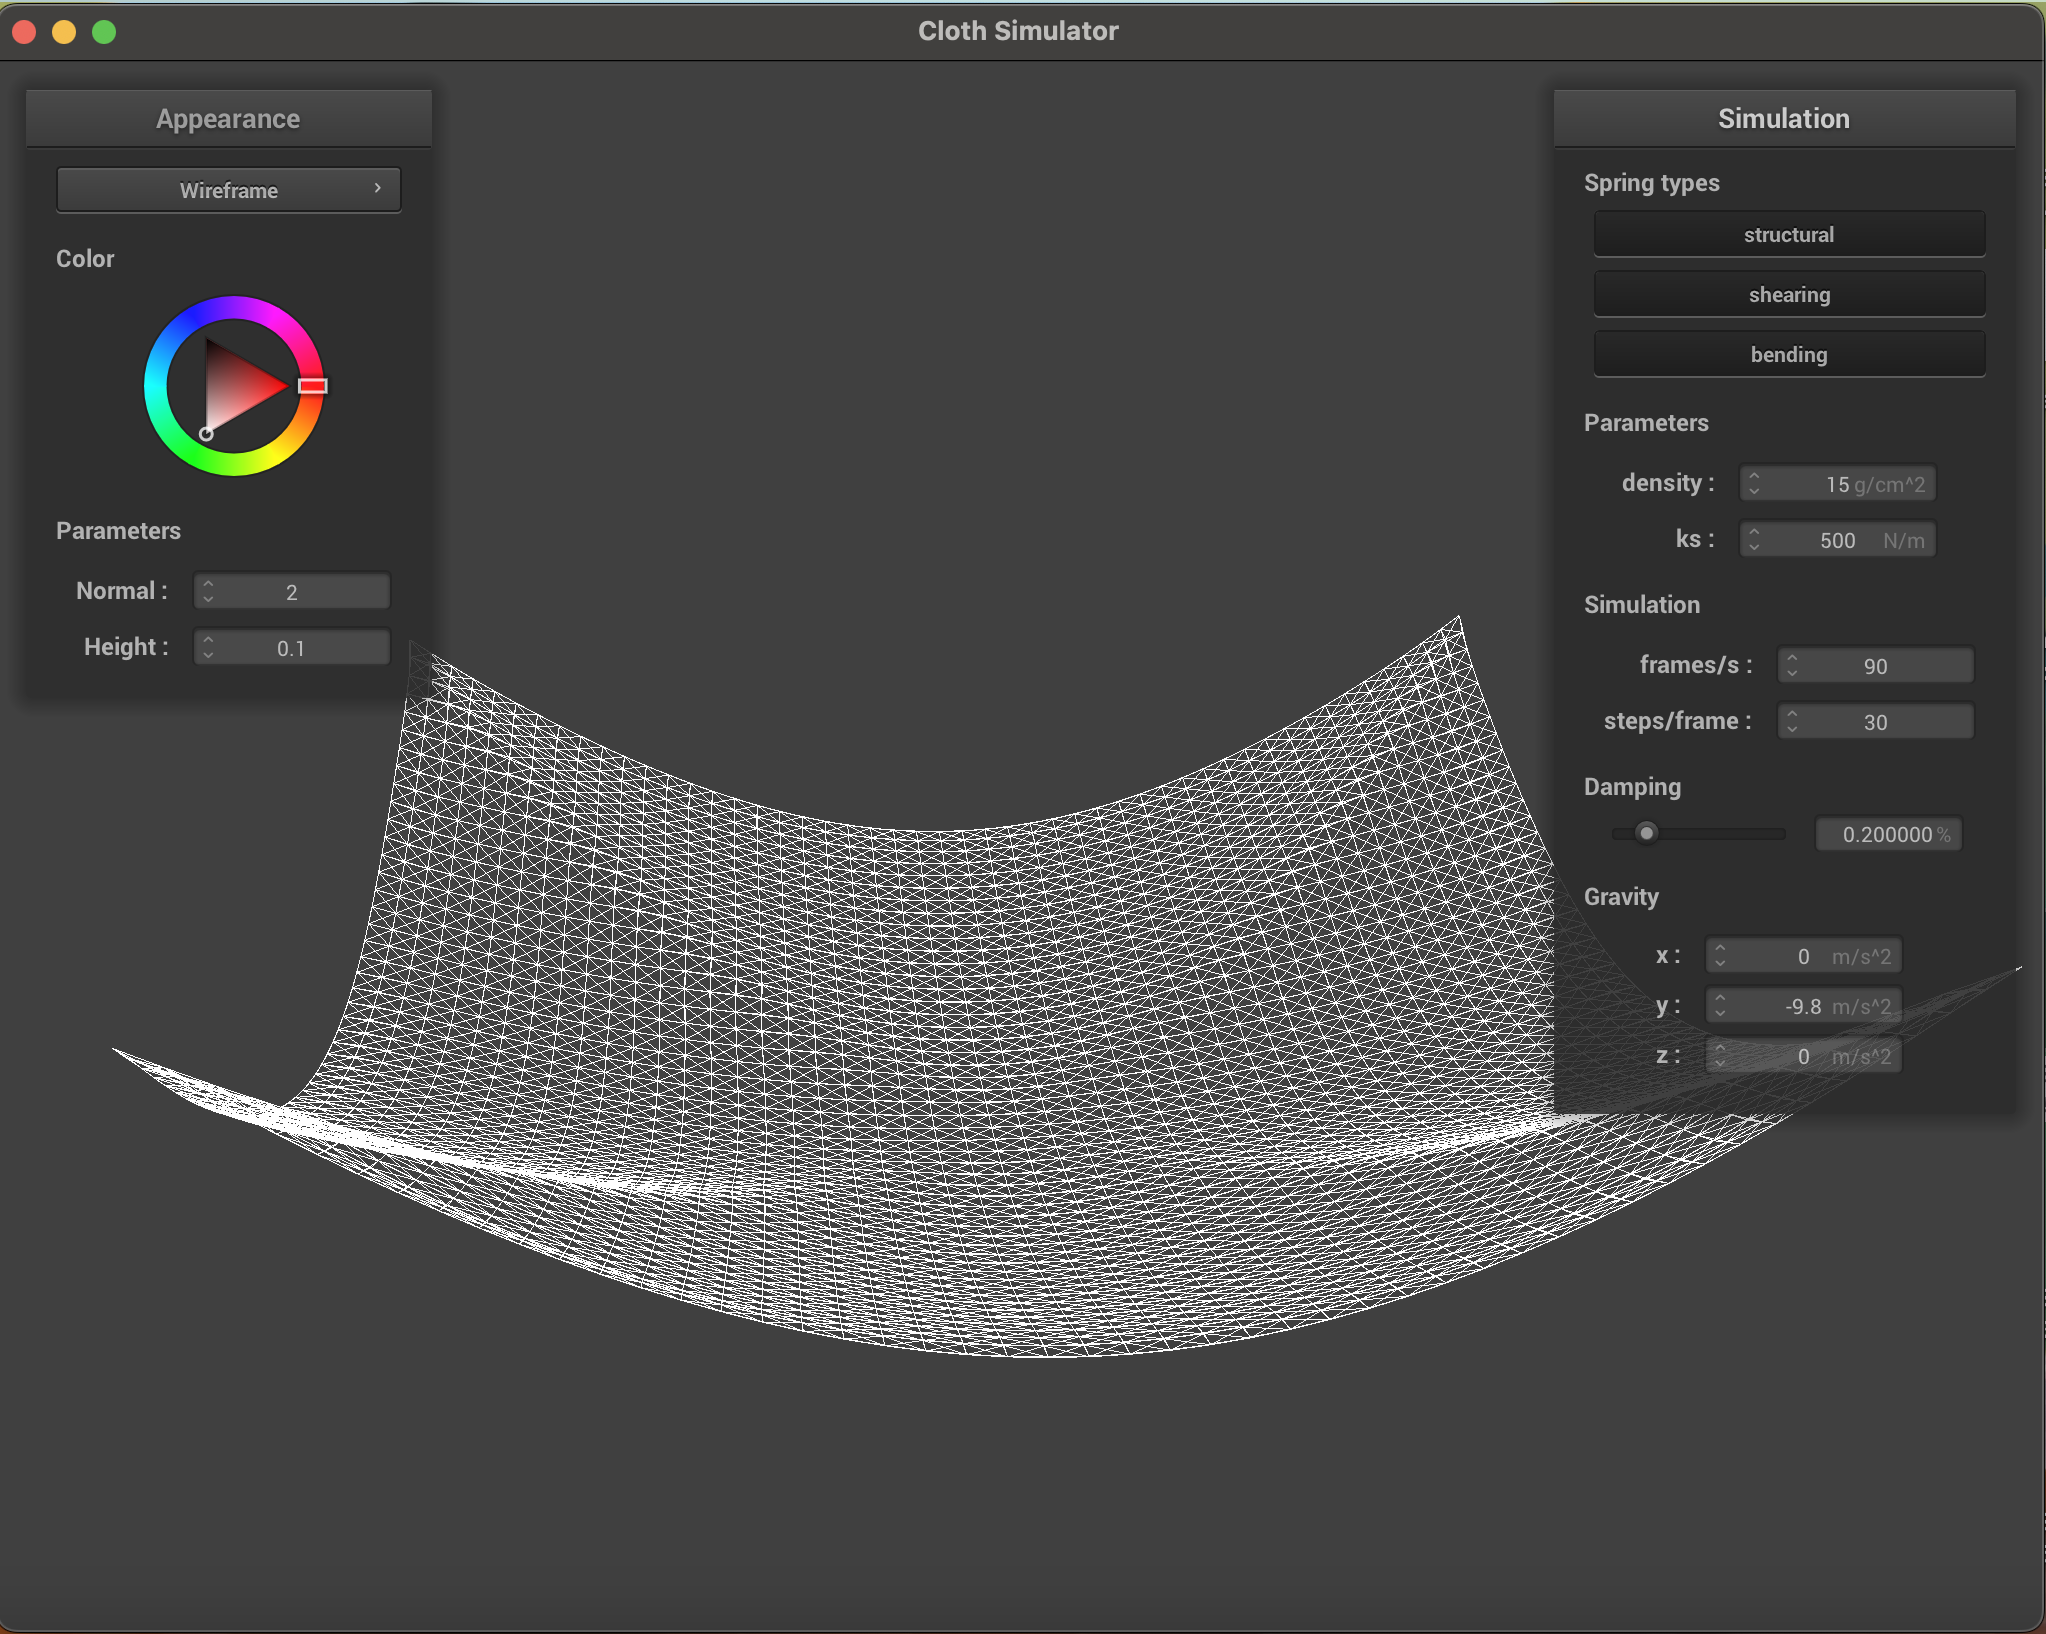 Cloth Simulator
Appearance
Wireframe
Color
Parameters
Normal : 2
Height : 0.1
Simulation
Spring types
structural
shearing
bending
Parameters
density : 15 g/cm^2
ks : 500 N/m
Simulation
frames/s : 90
steps/frame : 30
Damping
0.200000 %
Gravity
x : 0 m/s^2
y : -9.8 m/s^2
z : 0 m/s^2